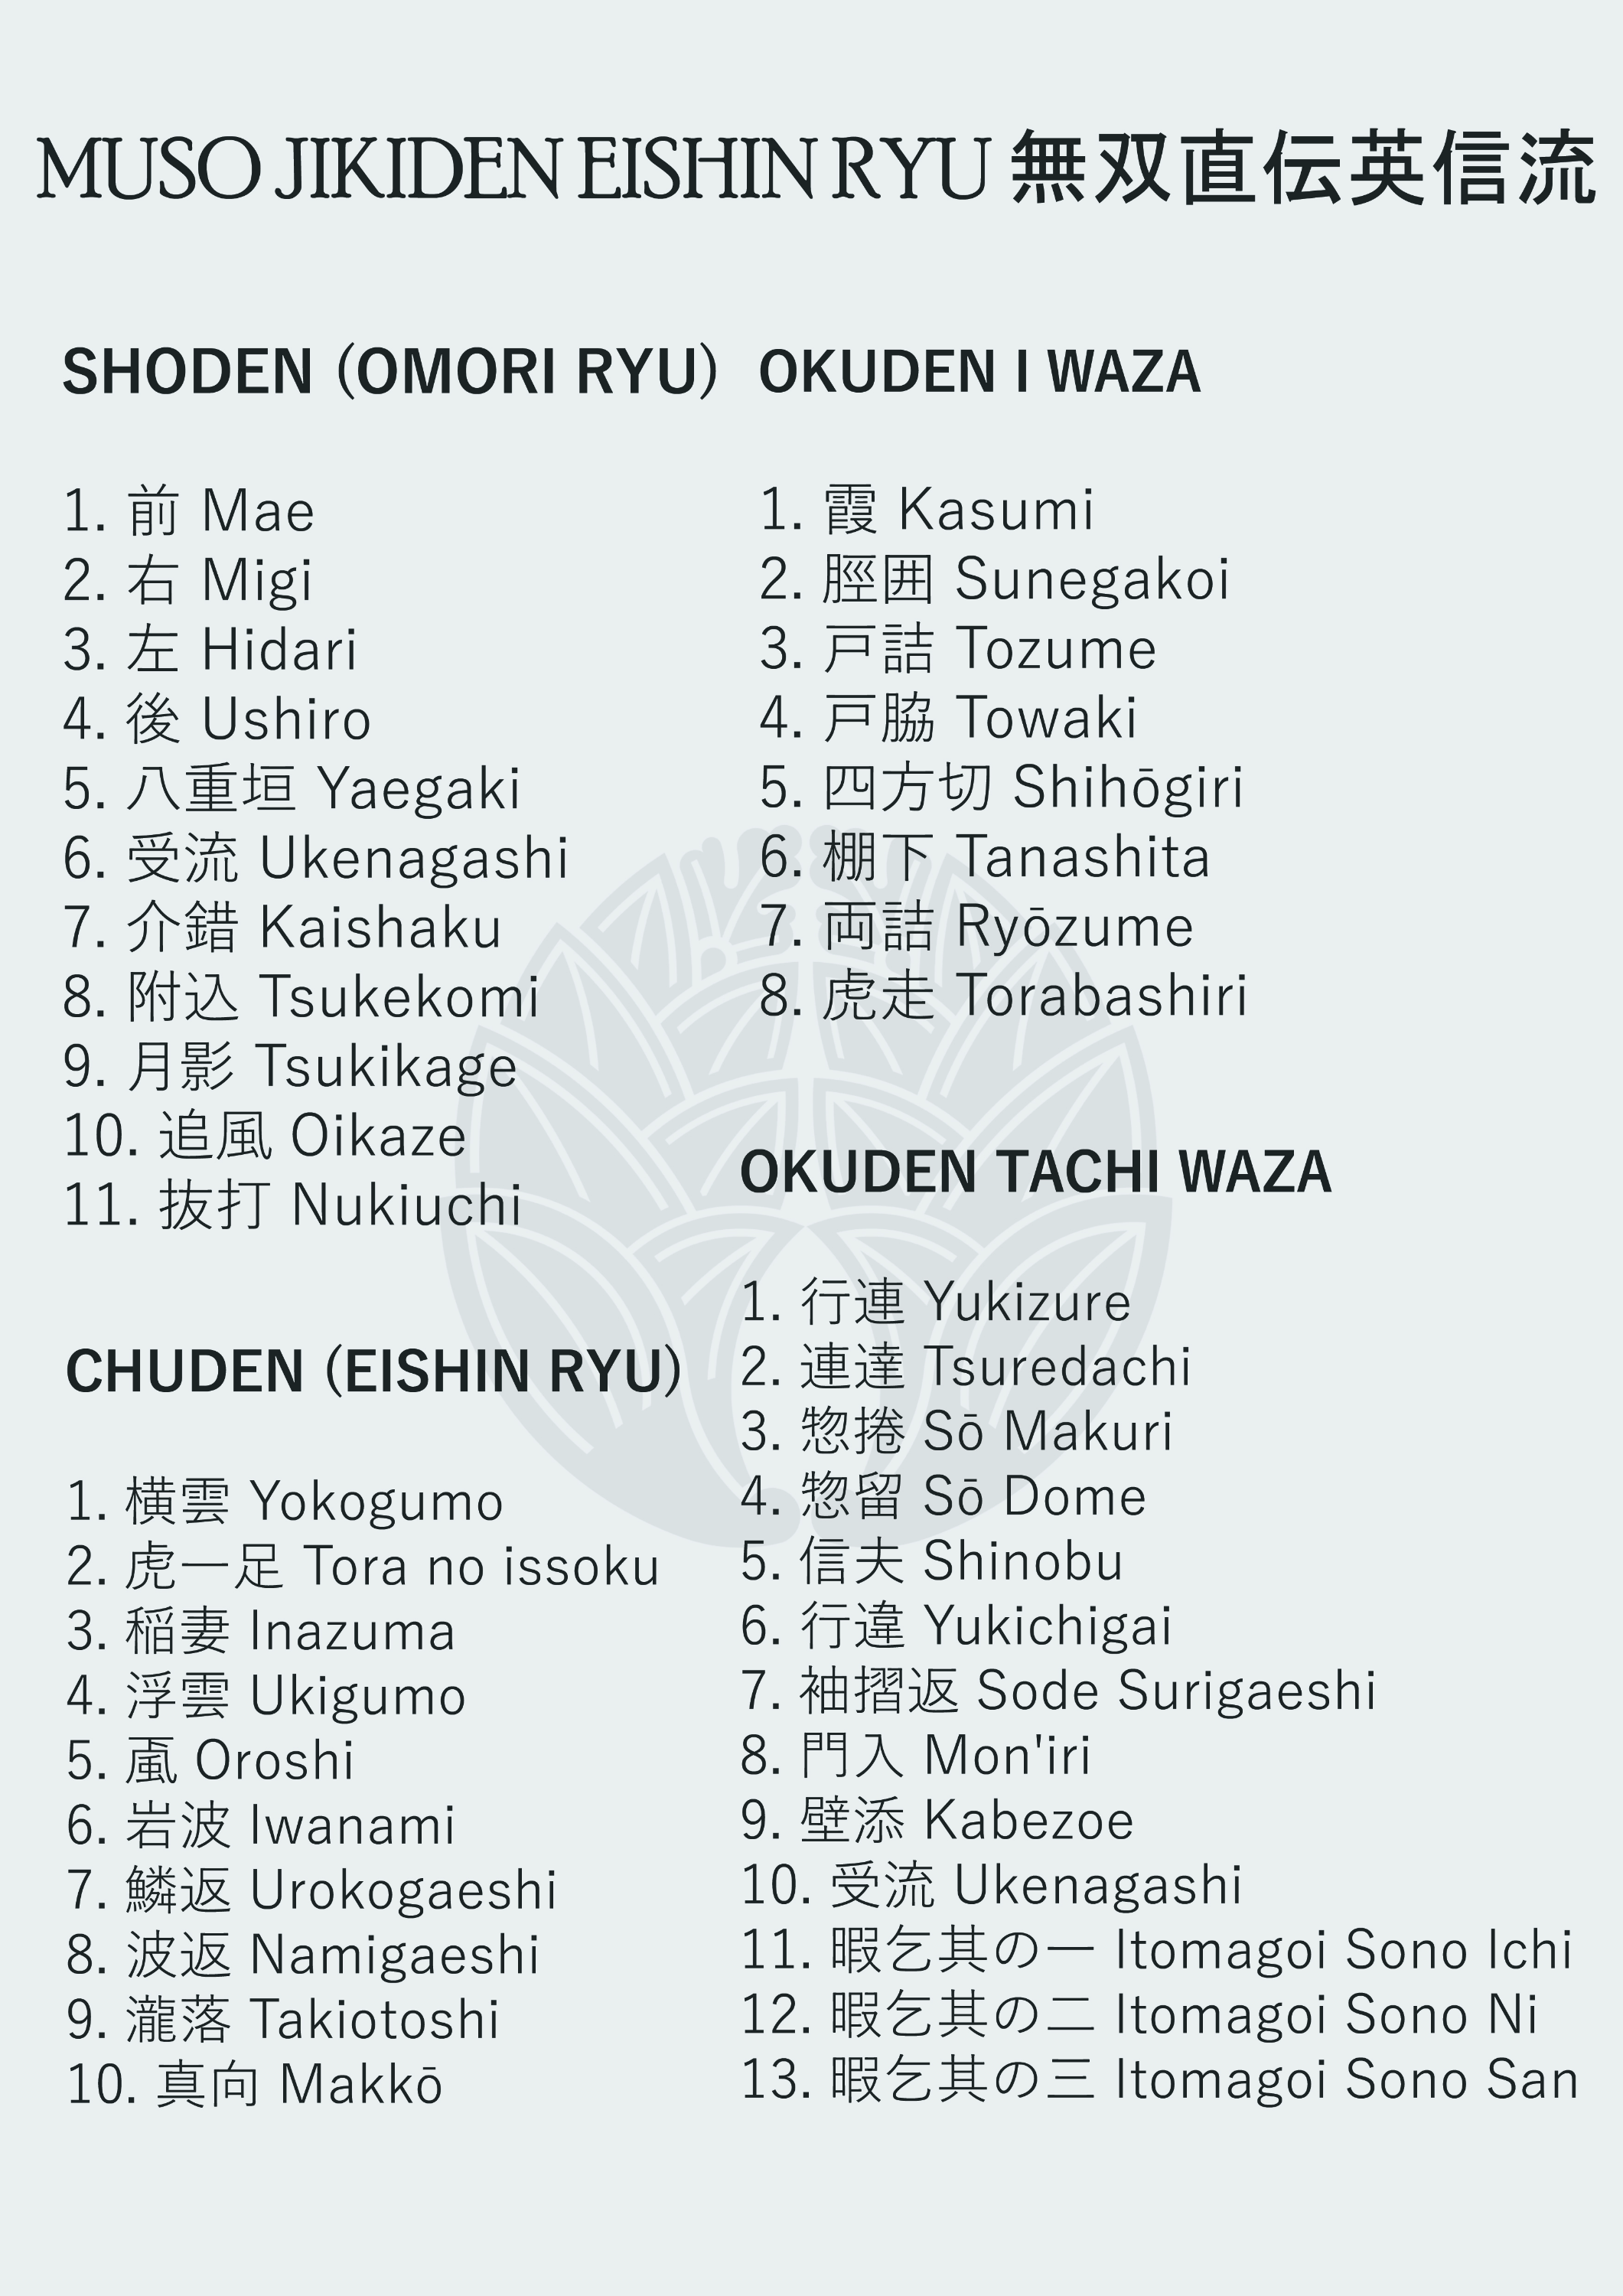 MUSO JIKIDEN EISHIN RYU 無双直伝英信流
SHODEN (OMORI RYU)
1. 前 Mae
2. 右 Migi
3. 左 Hidari
4. 後 Ushiro
5. 八重垣 Yaegaki
6. 受流 Ukenagashi
7. 介錯 Kaishaku
8. 附込 Tsukekomi
9. 月影 Tsukikage
10. 追風 Oikaze
11. 抜打 Nukiuchi
CHUDEN (EISHIN RYU)
1. 横雲 Yokogumo
2. 虎一足 Tora no issoku
3. 稲妻 Inazuma
4. 浮雲 Ukigumo
5. 颪 Oroshi
6. 岩波 Iwanami
7. 鱗返 Urokogaeshi
8. 波返 Namigaeshi
9. 瀧落 Takiotoshi
10. 真向 Makkō
OKUDEN I WAZA
1. 霞 Kasumi
2. 脛囲 Sunegakoi
3. 戸詰 Tozume
4. 戸脇 Towaki
5. 四方切 Shihōgiri
6. 棚下 Tanashita
7. 両詰 Ryōzume
8. 虎走 Torabashiri
OKUDEN TACHI WAZA
1. 行連 Yukizure
2. 連達 Tsuredachi
3. 惣捲 Sō Makuri
4. 惣留 Sō Dome
5. 信夫 Shinobu
6. 行違 Yukichigai
7. 袖摺返 Sode Surigaeshi
8. 門入 Mon'iri
9. 壁添 Kabezoe
10. 受流 Ukenagashi
11. 暇乞其の一 Itomagoi Sono Ichi
12. 暇乞其の二 Itomagoi Sono Ni
13. 暇乞其の三 Itomagoi Sono San